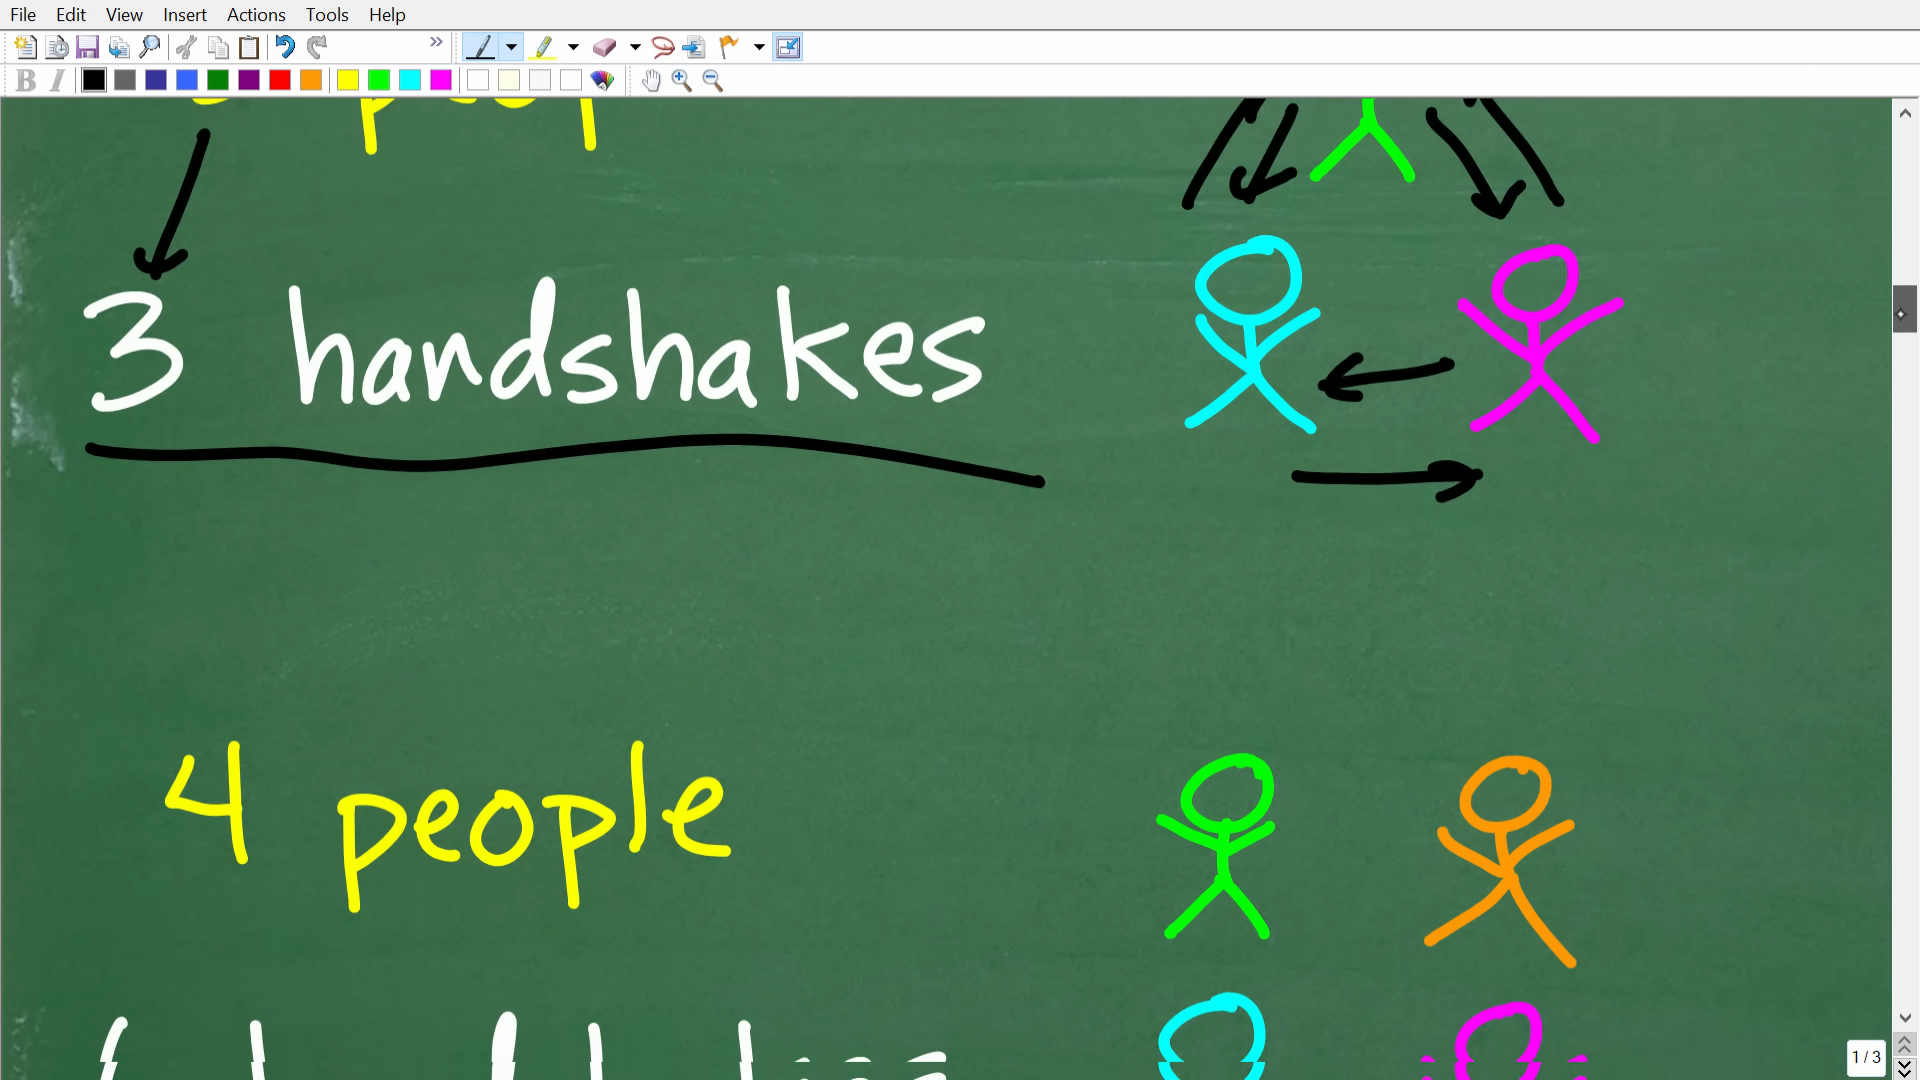 File Edit View Insert Actions Tools Help
B I
3 handshakes
4 people
1 / 3